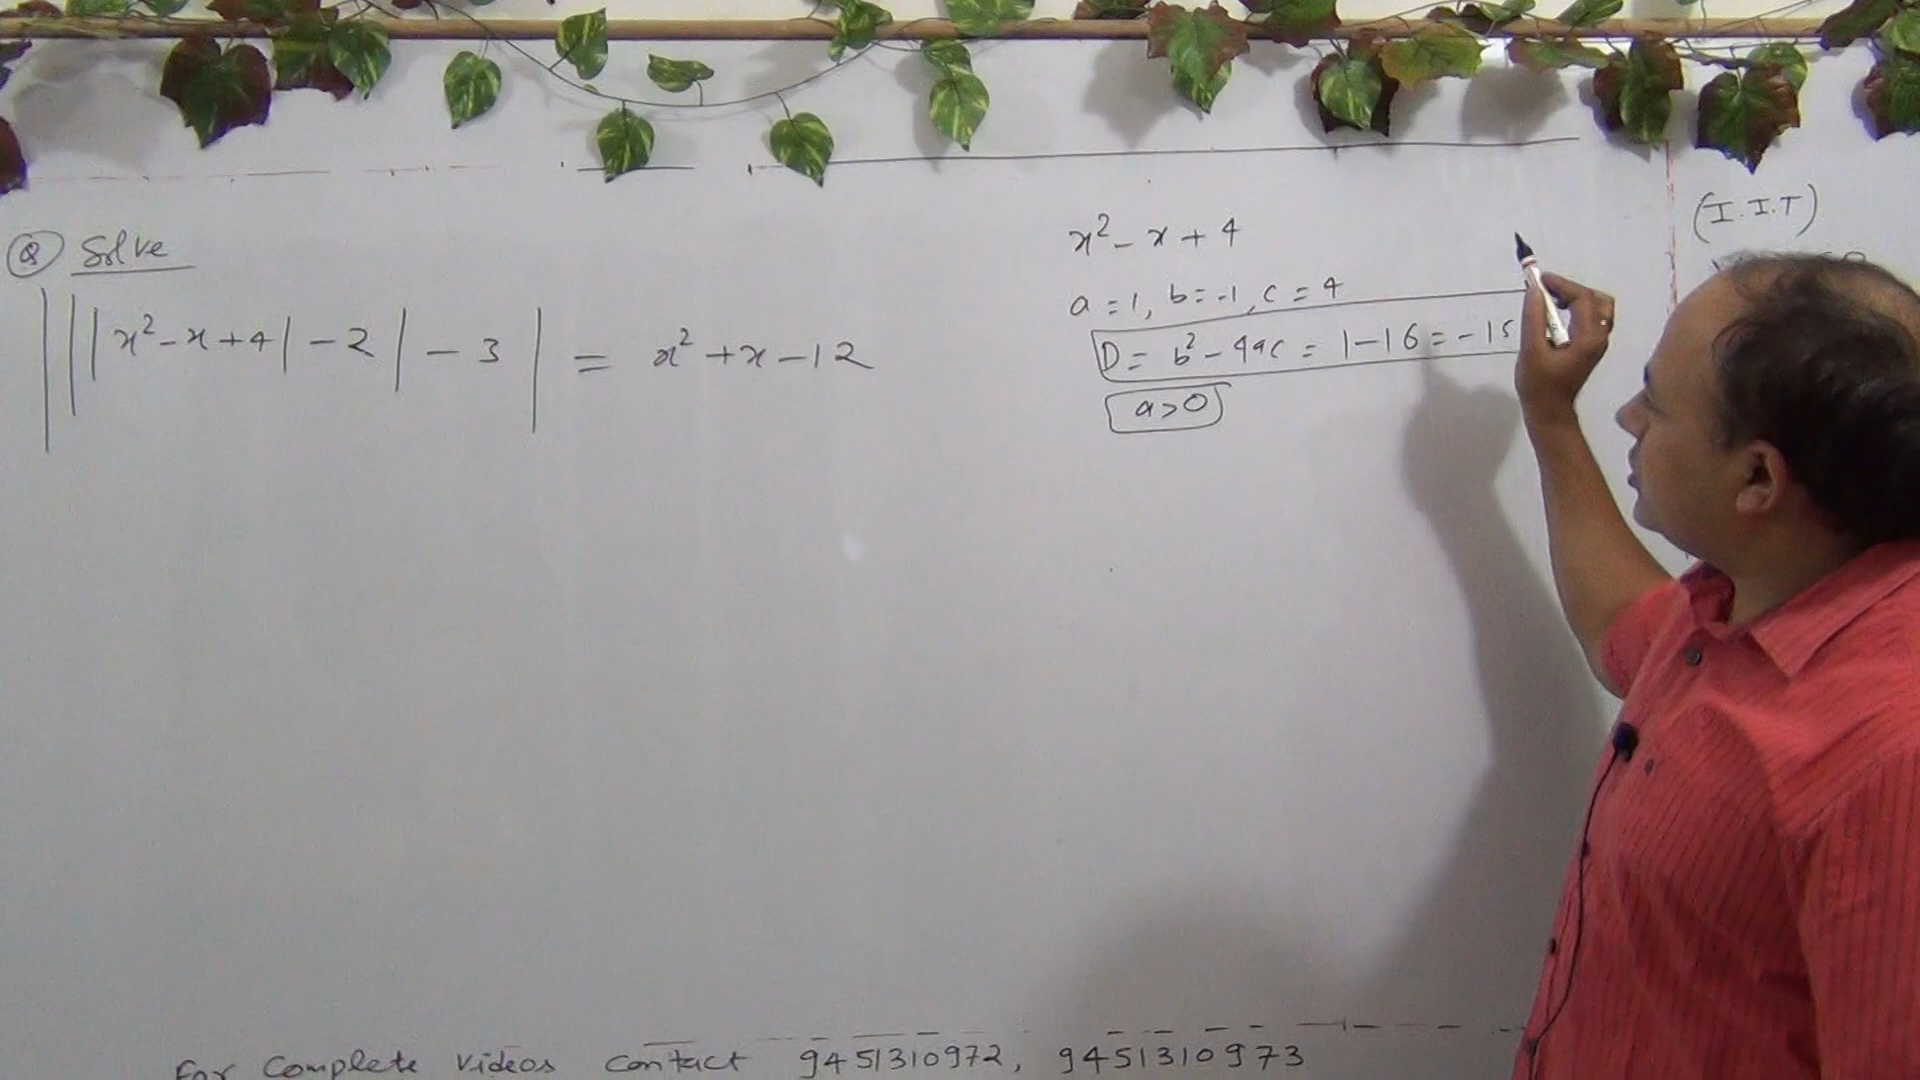 Q Solve
|||x² - x + 4| - 2| - 3| = x² + x - 12
x² - x + 4
a = 1, b = -1, c = 4
D = b² - 4ac = 1 - 16 = -15
a > 0
(I.I.T)
For Complete Videos Contact 9451310972, 9451310973